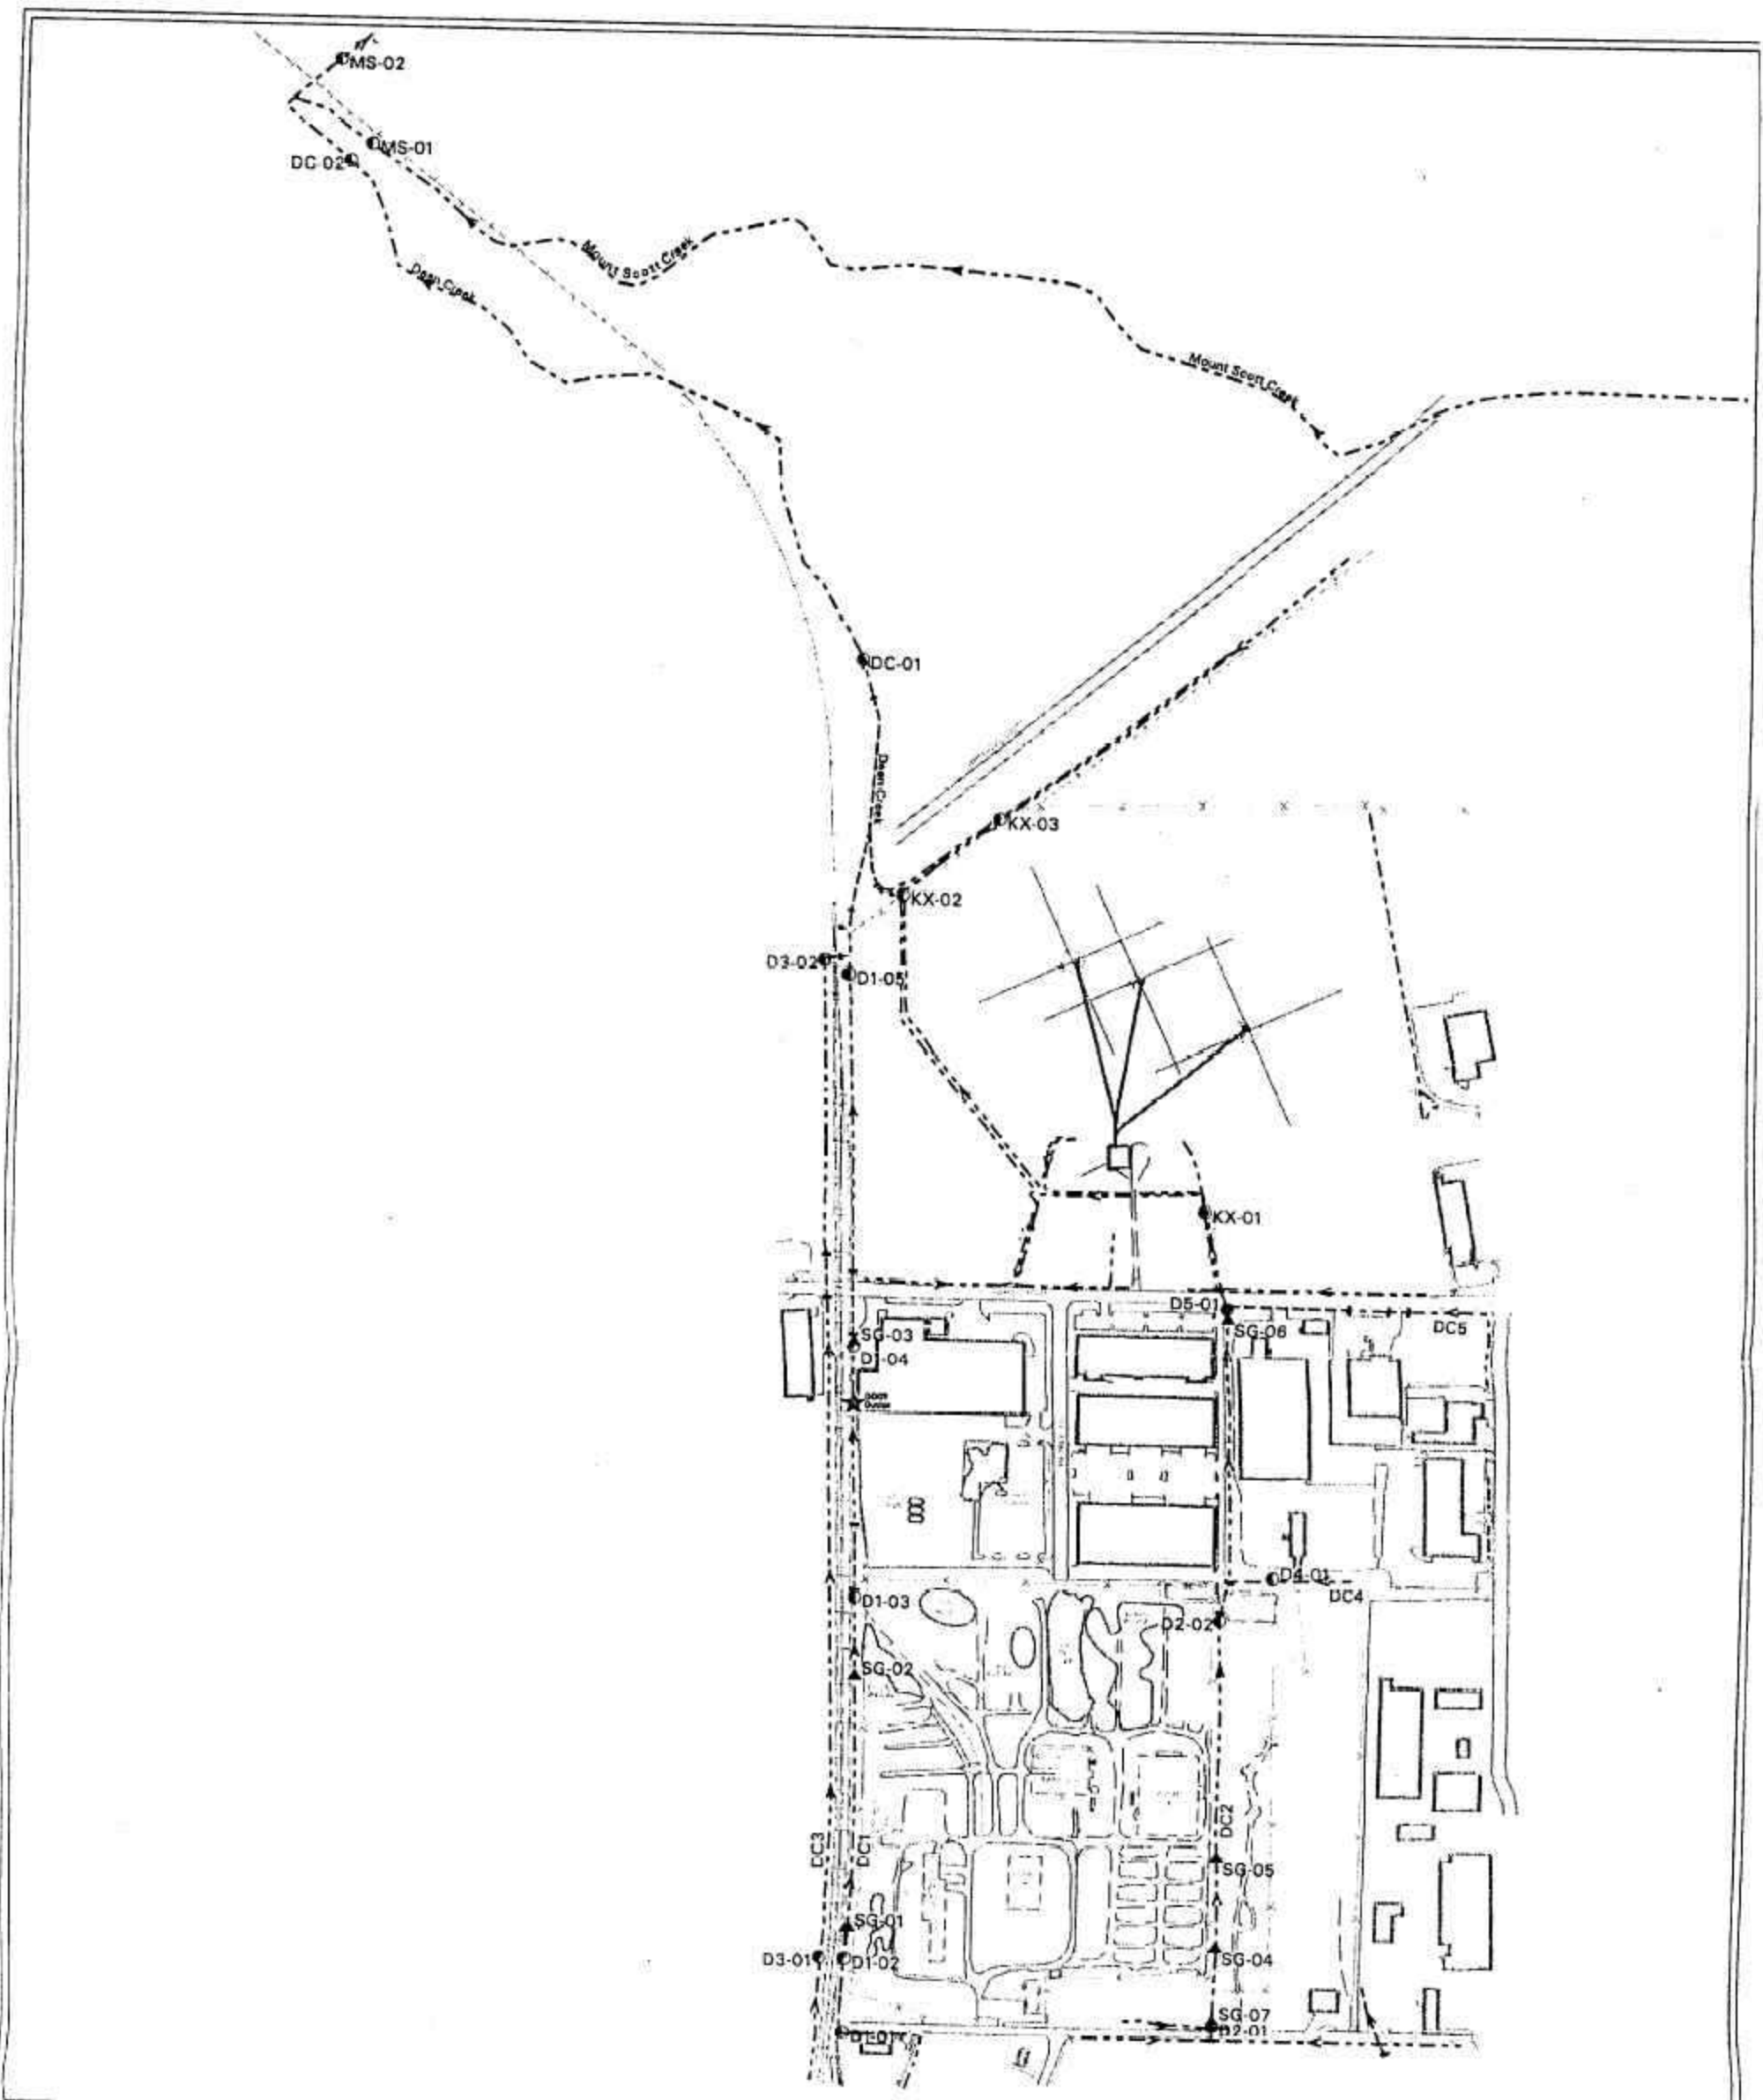 MS-02
MS-01
DC-02
Mount Scott Creek
Dean Creek
Mount Scott Creek
DC-01
Dean Creek
KX-03
KX-02
D3-02
D1-05
KX-01
D5-01
SG-06
DC5
SG-03
D1-04
D4-01
DC4
D1-03
D2-02
SG-02
DC2
DC3
DC1
SG-05
SG-01
D3-01
D1-02
SG-04
SG-07
D2-01
D1-01